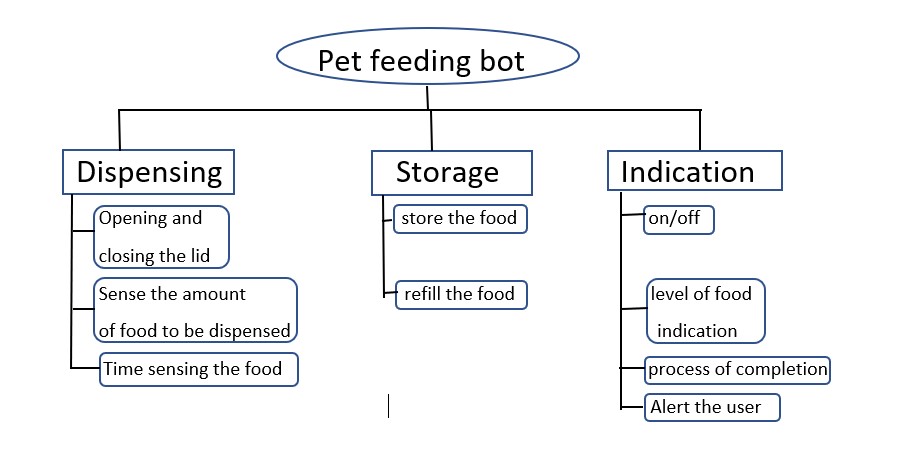 Pet feeding bot
Dispensing
Opening and
closing the lid
Sense the amount
of food to be dispensed
Time sensing the food
Storage
store the food
refill the food
Indication
on/off
level of food
indication
process of completion
Alert the user